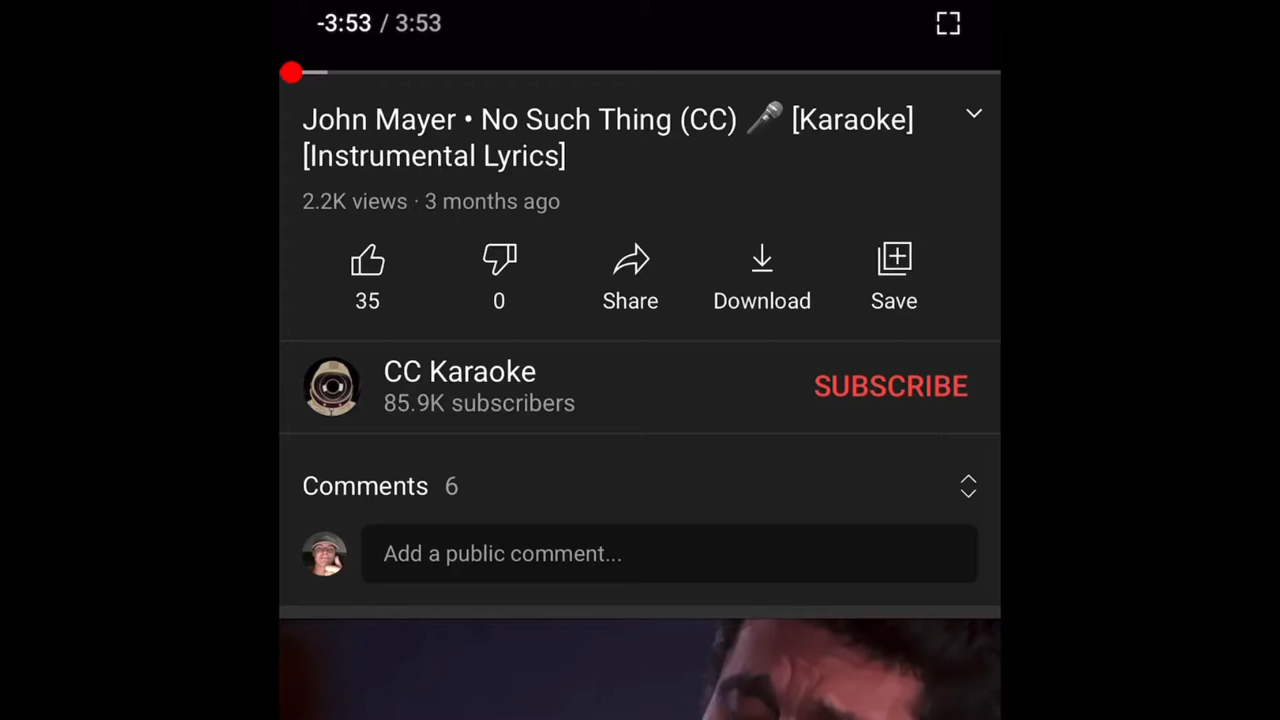 -3:53 / 3:53
John Mayer • No Such Thing (CC) 🎤 [Karaoke]
[Instrumental Lyrics]
2.2K views · 3 months ago
35 0 Share Download Save
CC Karaoke
85.9K subscribers
SUBSCRIBE
Comments 6
Add a public comment...